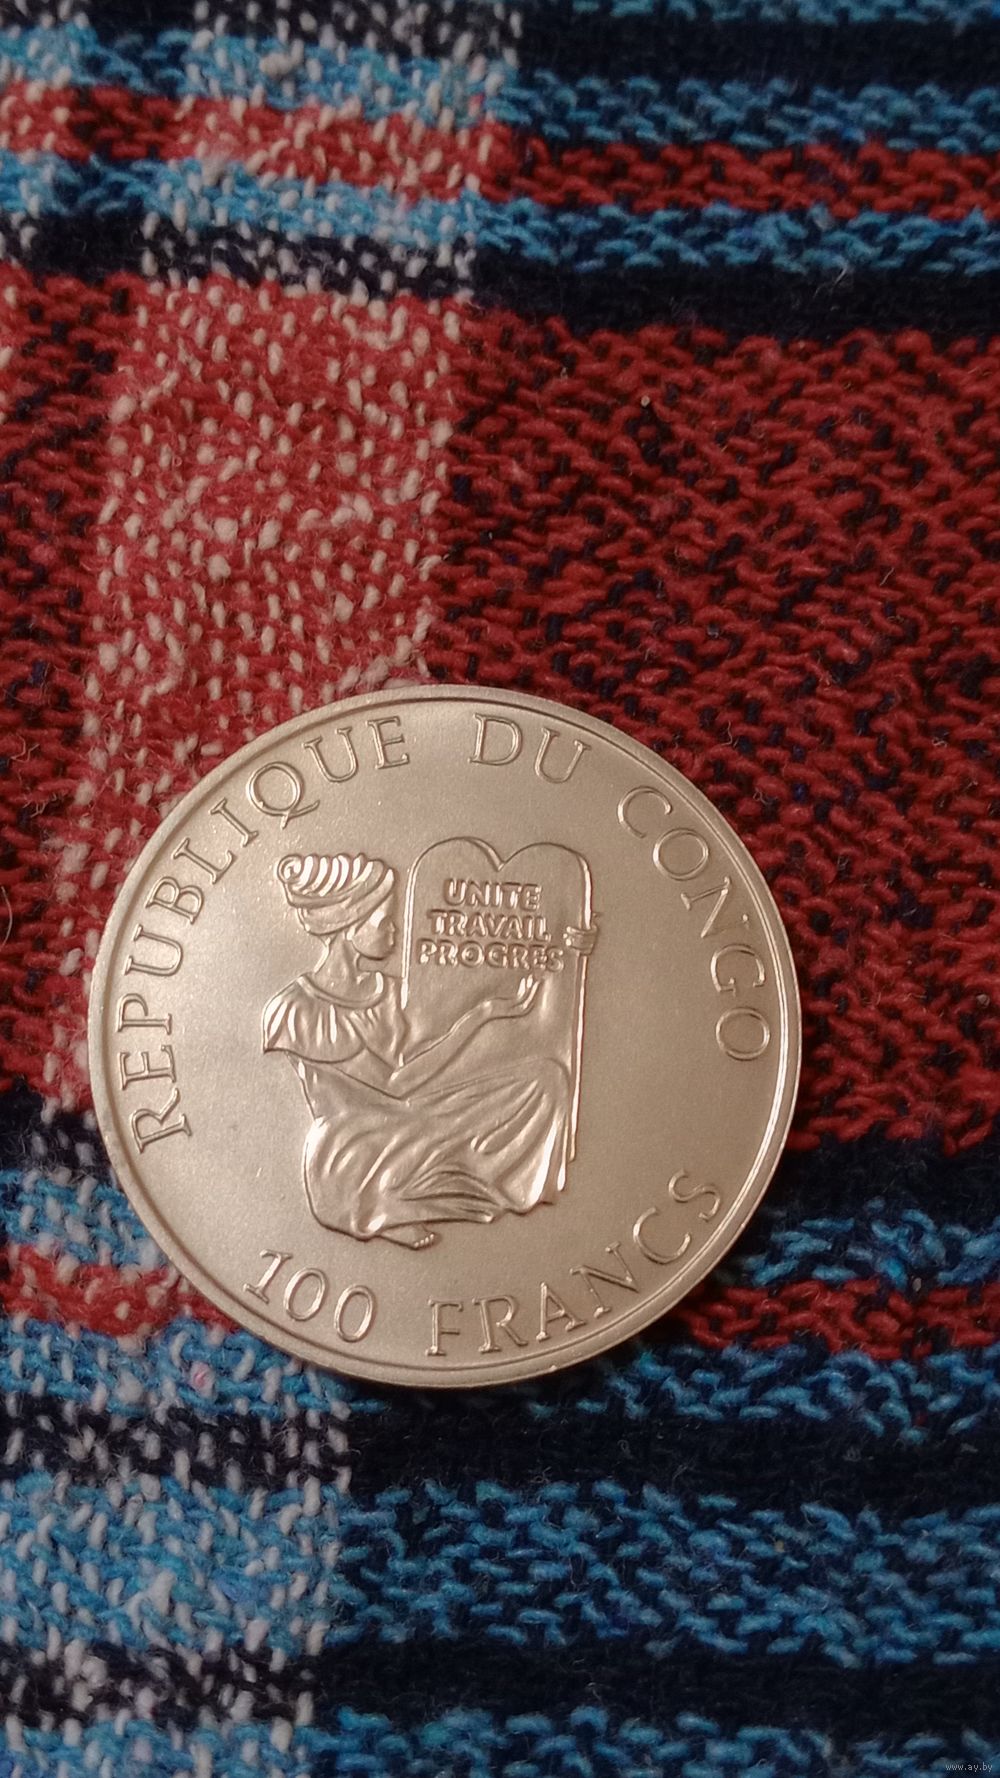 REPUBLIQUE DU CONGO
UNITE
TRAVAIL
PROGRES
100 FRANCS
www.ay.by